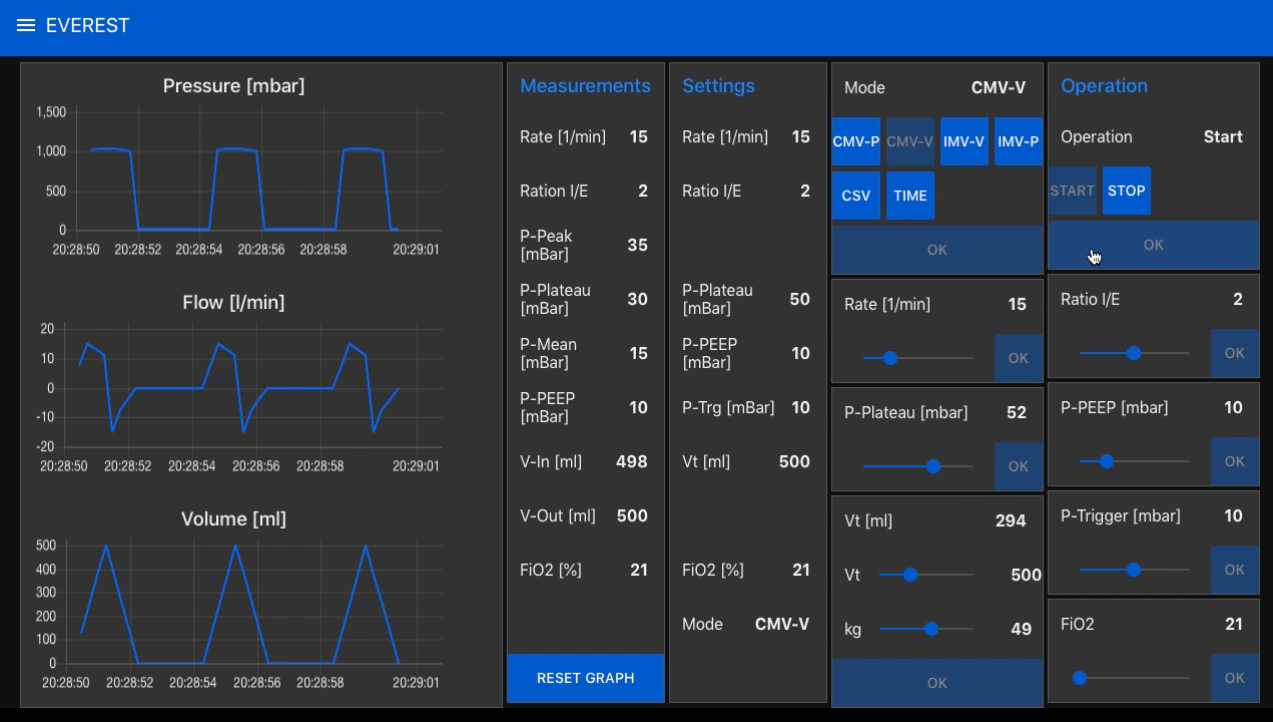 EVEREST
Pressure [mbar]
1,500
1,000
500
0
20:28:50 20:28:52 20:28:54 20:28:56 20:28:58 20:29:01
Flow [l/min]
20
10
0
-10
-20
20:28:50 20:28:52 20:28:54 20:28:56 20:28:58 20:29:01
Volume [ml]
500
400
300
200
100
0
20:28:50 20:28:52 20:28:54 20:28:56 20:28:58 20:29:01
Measurements
Rate [1/min] 15
Ration I/E 2
P-Peak
[mBar] 35
P-Plateau
[mBar] 30
P-Mean
[mBar] 15
P-PEEP
[mBar] 10
V-In [ml] 498
V-Out [ml] 500
FiO2 [%] 21
RESET GRAPH
Settings
Rate [1/min] 15
Ratio I/E 2
P-Plateau
[mBar] 50
P-PEEP
[mBar] 10
P-Trg [mBar] 10
Vt [ml] 500
FiO2 [%] 21
Mode CMV-V
Mode CMV-V
CMV-P CMV-V IMV-V IMV-P
CSV TIME
OK
Rate [1/min] 15
OK
P-Plateau [mbar] 52
OK
Vt [ml] 294
Vt 500
kg 49
OK
Operation
Operation Start
START STOP
OK
Ratio I/E 2
OK
P-PEEP [mbar] 10
OK
P-Trigger [mbar] 10
OK
FiO2 21
OK